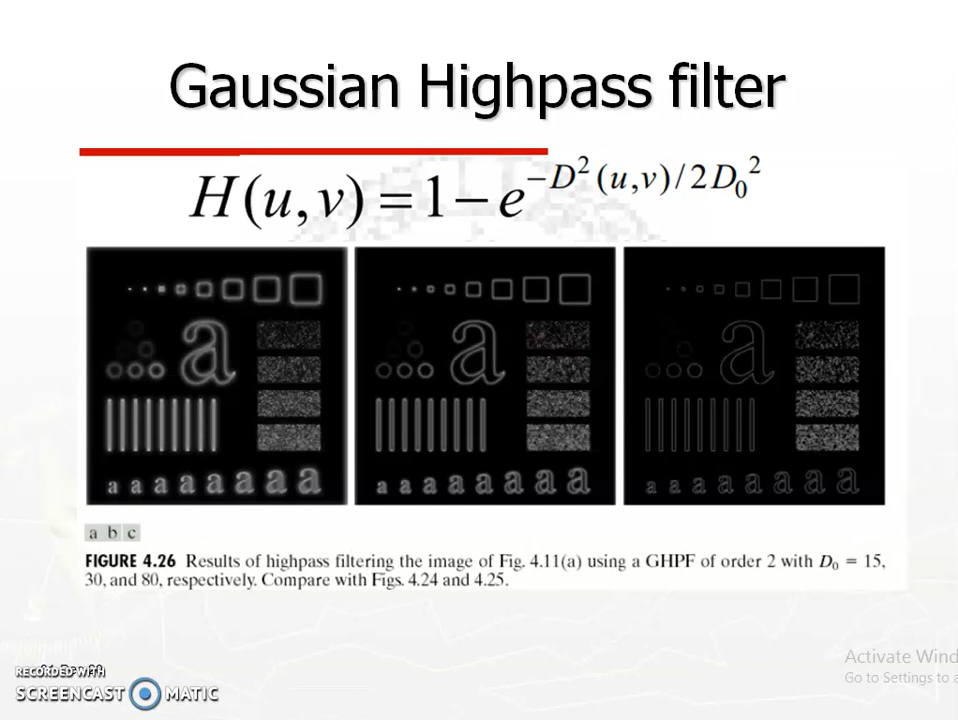 Gaussian Highpass filter
H(u,v) = 1 − e^{−D²(u,v)/2D₀²}
a
a a a a a a a a
a
a a a a a a a a
a
a a a a a a a a
a b c
FIGURE 4.26 Results of highpass filtering the image of Fig. 4.11(a) using a GHPF of order 2 with D₀ = 15,
30, and 80, respectively. Compare with Figs. 4.24 and 4.25.
RECORDED WITH
SCREENCAST MATIC
Activate Wind
Go to Settings to a